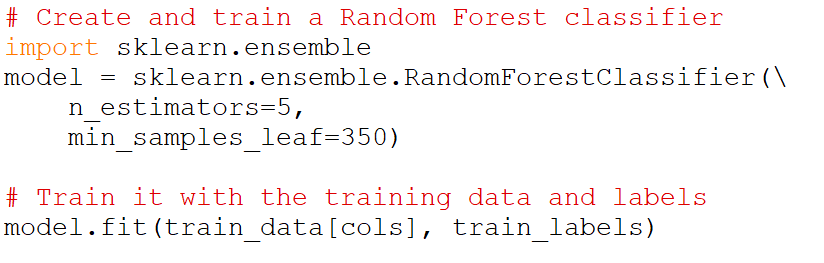 # Create and train a Random Forest classifier
import sklearn.ensemble
model = sklearn.ensemble.RandomForestClassifier(\
    n_estimators=5,
    min_samples_leaf=350)

# Train it with the training data and labels
model.fit(train_data[cols], train_labels)